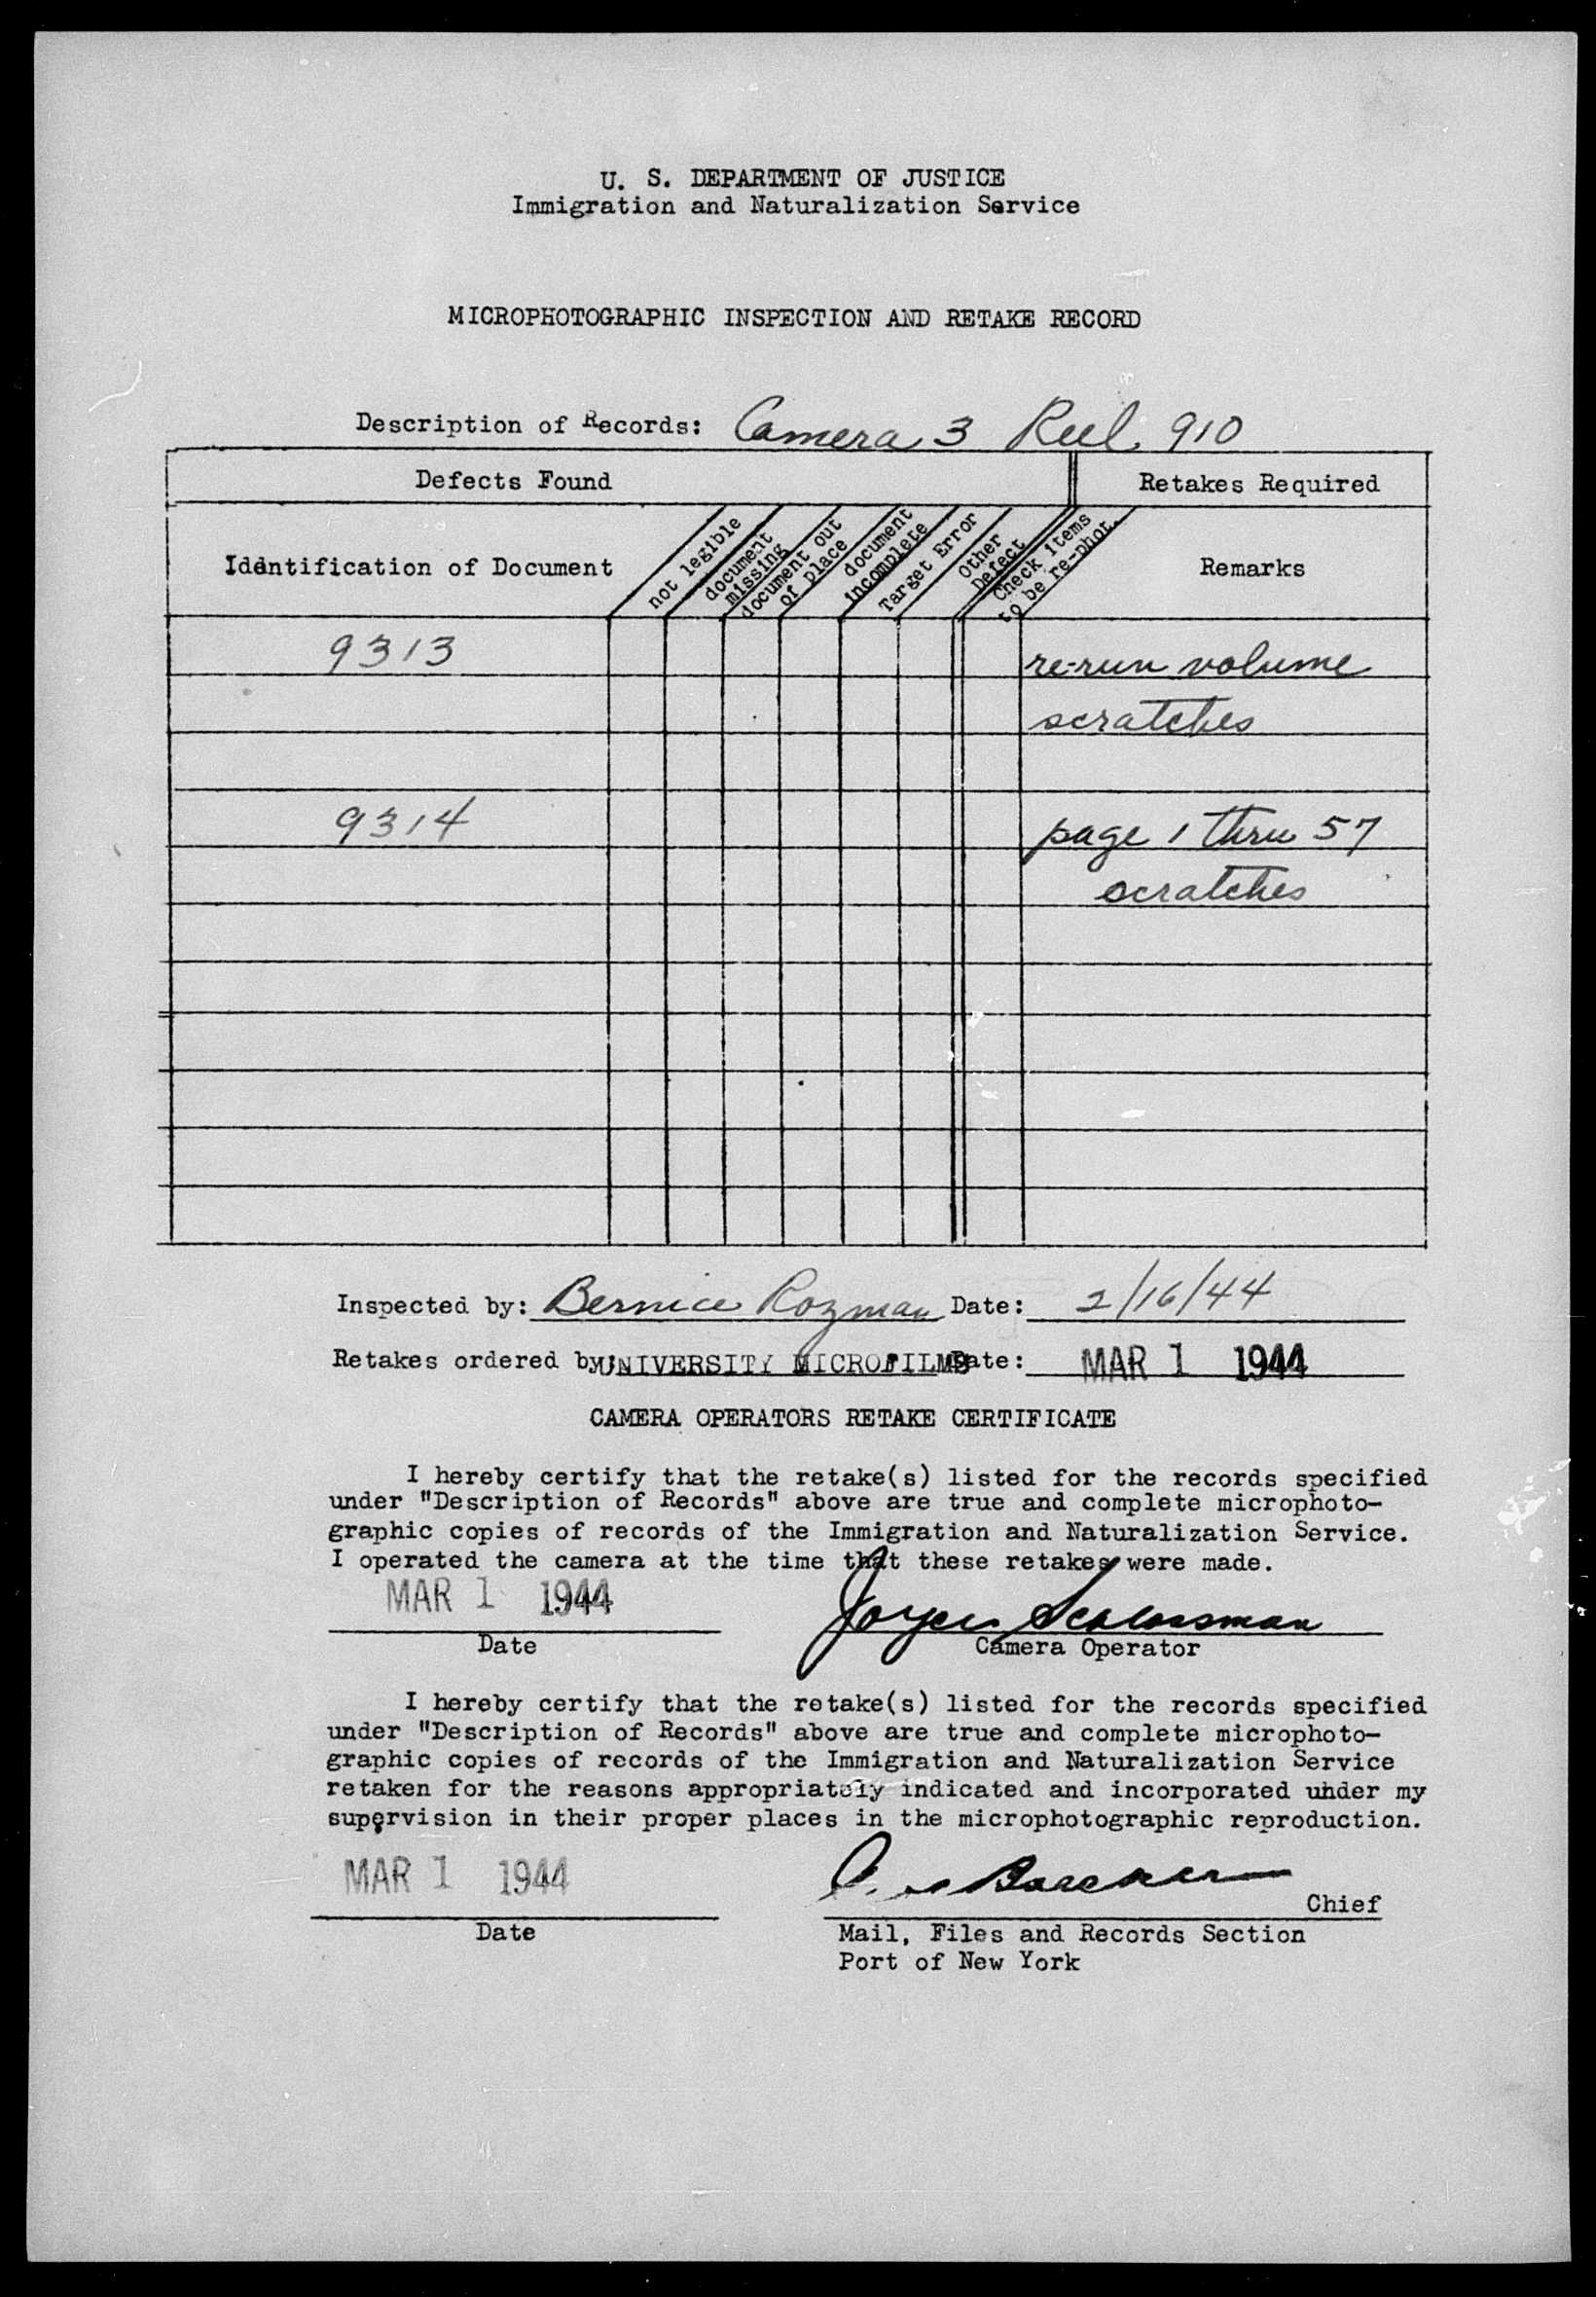 U. S. DEPARTMENT OF JUSTICE
Immigration and Naturalization Service
MICROPHOTOGRAPHIC INSPECTION AND RETAKE RECORD
Description of Records: Camera 3 Reel 910
Defects Found
Retakes Required
Identification of Document
not legible
document missing
document out of place
document incomplete
Target Error
Other Defect
Check items to be re-phot.
Remarks
9313 re-run volume
scratches
9314 page 1 thru 57
scratches
Inspected by: Bernice Rozman Date: 2/16/44
Retakes ordered by: UNIVERSITY MICROFILMS Date: MAR 1 1944
CAMERA OPERATORS RETAKE CERTIFICATE
I hereby certify that the retake(s) listed for the records specified
under "Description of Records" above are true and complete microphoto-
graphic copies of records of the Immigration and Naturalization Service.
I operated the camera at the time that these retakes were made.
MAR 1 1944 Joyce Schlossman
Date Camera Operator
I hereby certify that the retake(s) listed for the records specified
under "Description of Records" above are true and complete microphoto-
graphic copies of records of the Immigration and Naturalization Service
retaken for the reasons appropriately indicated and incorporated under my
supervision in their proper places in the microphotographic reproduction.
MAR 1 1944
Chief
Date Mail, Files and Records Section
Port of New York